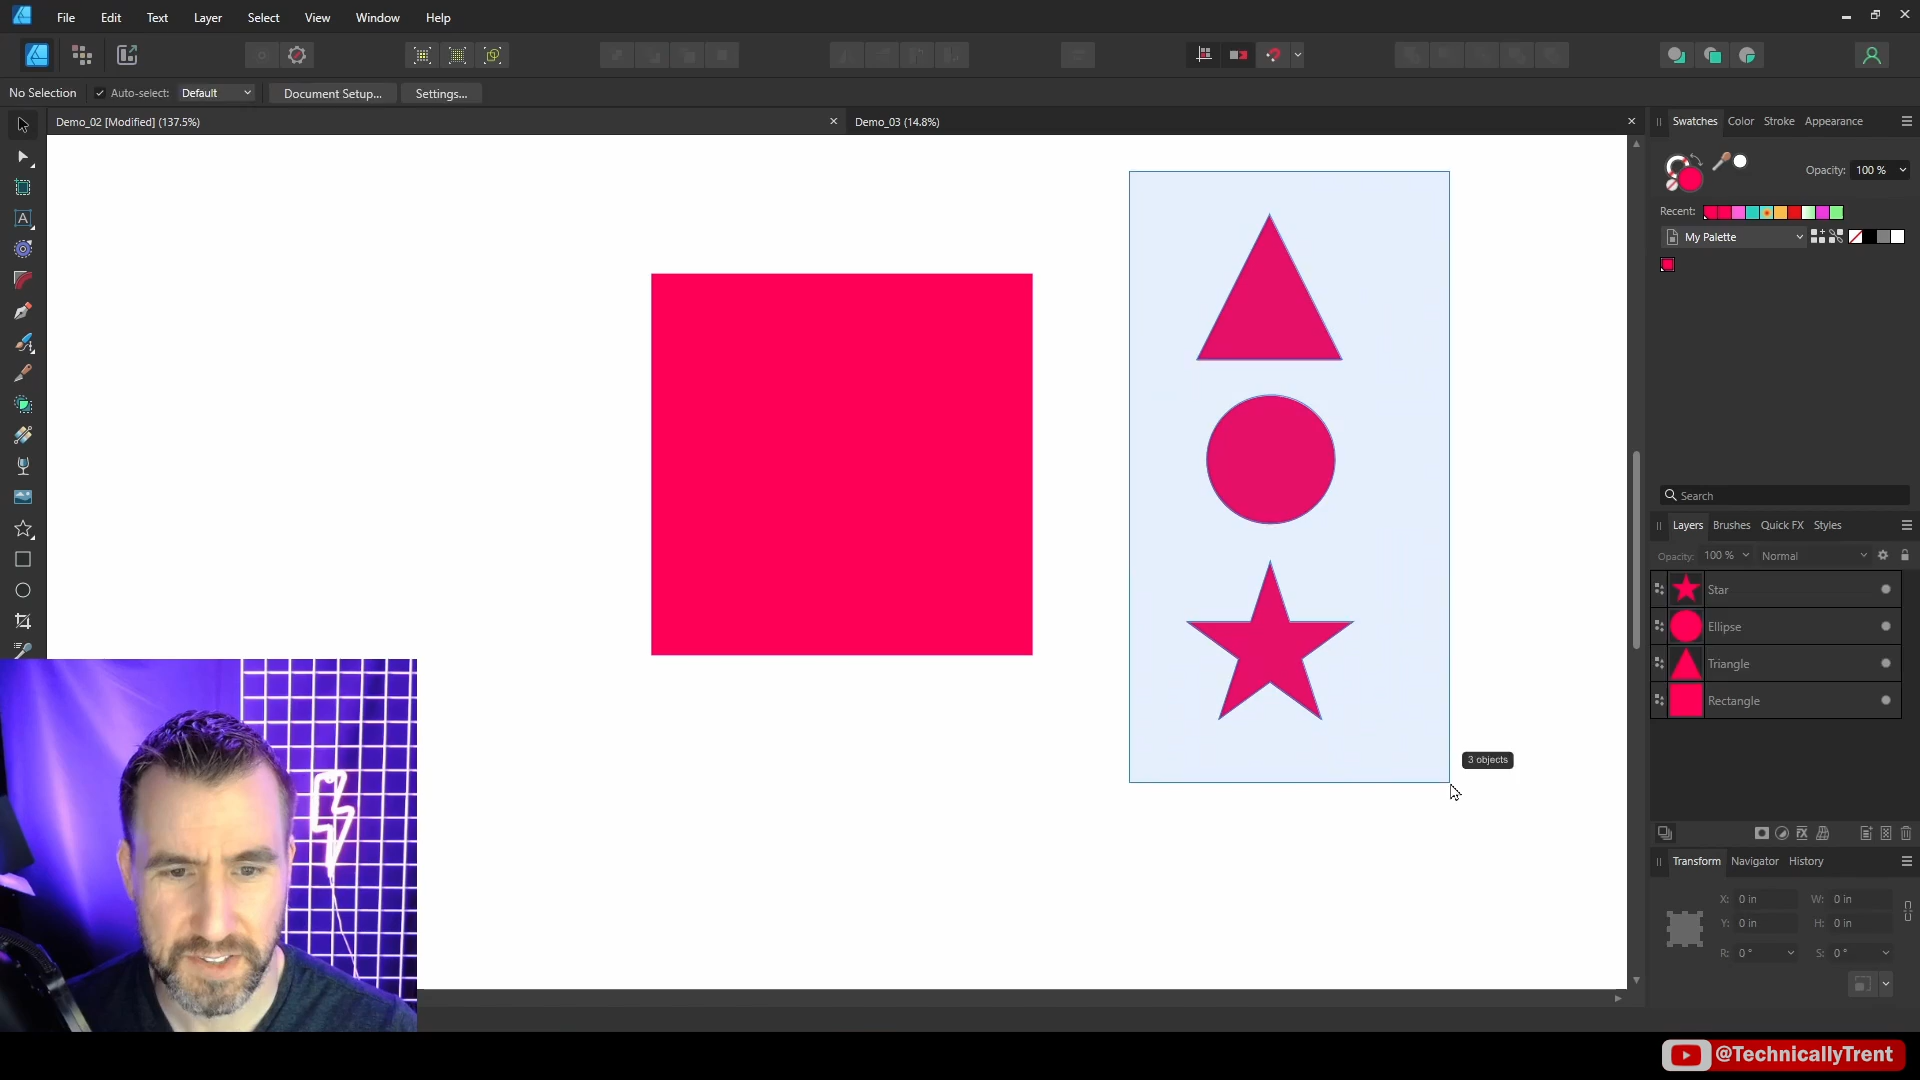 File Edit Text Layer Select View Window Help
No Selection Auto-select: Default Document Setup... Settings...
Demo_02 [Modified] (137.5%)
Demo_03 (14.8%)
Swatches Color Stroke Appearance
Opacity: 100 %
Recent:
My Palette
Search
Layers Brushes Quick FX Styles
Opacity: 100 % Normal
Star
Ellipse
Triangle
Rectangle
3 objects
Transform Navigator History
X: 0 in W: 0 in
Y: 0 in H: 0 in
R: 0 ° S: 0 °
@TechnicallyTrent